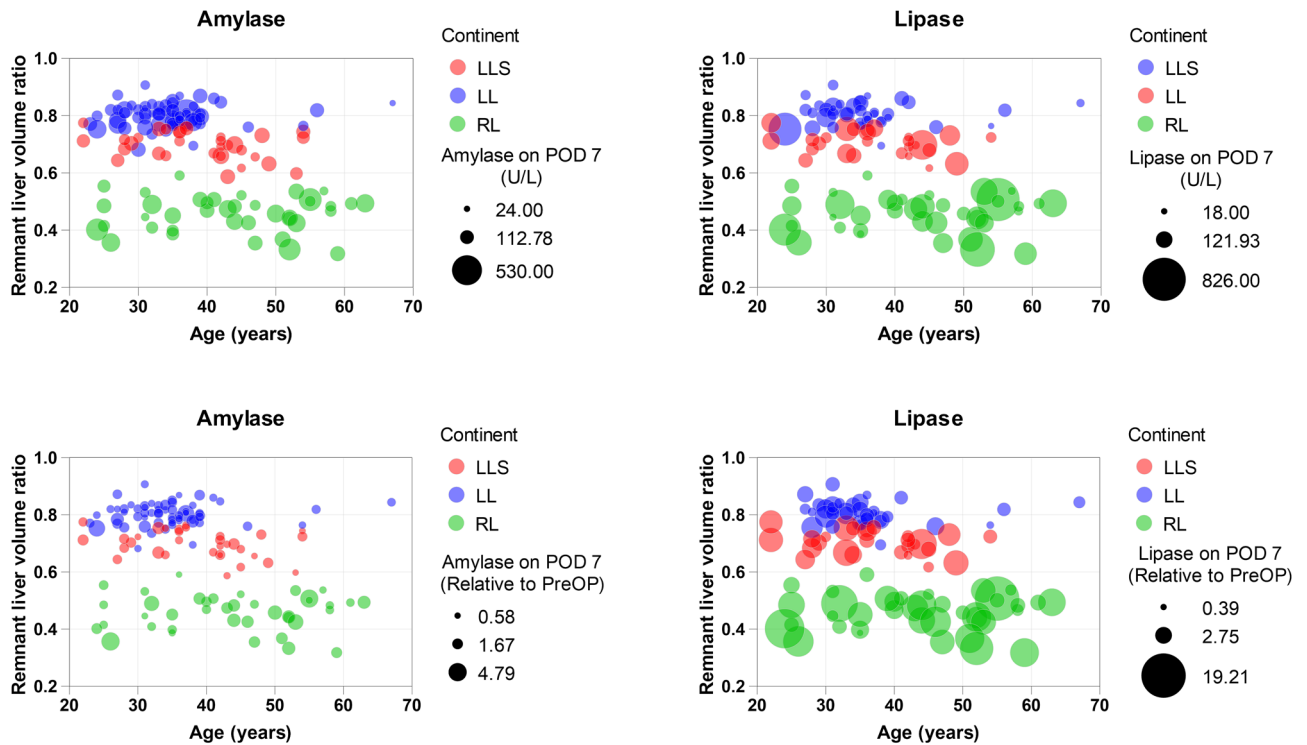 Amylase
Remnant liver volume ratio
1.0
0.8
0.6
0.4
0.2
20 30 40 50 60 70
Age (years)
Continent
LLS
LL
RL
Amylase on POD 7
(U/L)
24.00
112.78
530.00
Lipase
Remnant liver volume ratio
1.0
0.8
0.6
0.4
0.2
20 30 40 50 60 70
Age (years)
Continent
LLS
LL
RL
Lipase on POD 7
(U/L)
18.00
121.93
826.00
Amylase
Remnant liver volume ratio
1.0
0.8
0.6
0.4
0.2
20 30 40 50 60 70
Age (years)
Continent
LLS
LL
RL
Amylase on POD 7
(Relative to PreOP)
0.58
1.67
4.79
Lipase
Remnant liver volume ratio
1.0
0.8
0.6
0.4
0.2
20 30 40 50 60 70
Age (years)
Continent
LLS
LL
RL
Lipase on POD 7
(Relative to PreOP)
0.39
2.75
19.21